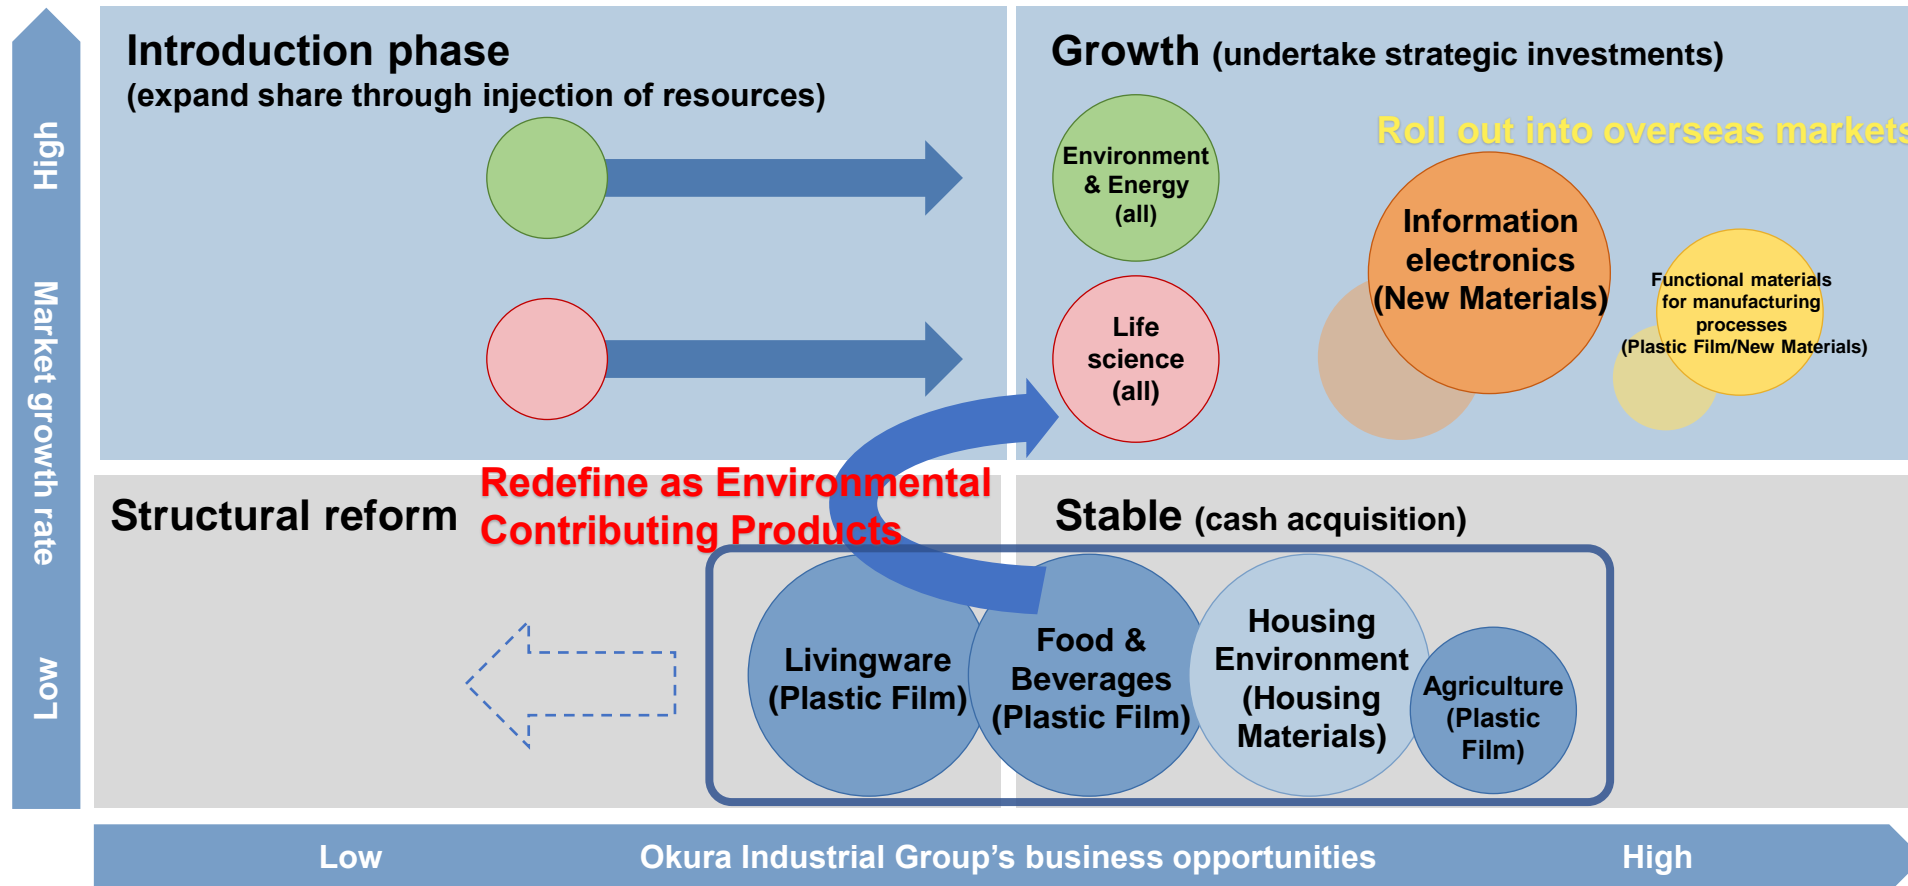 Introduction phase
(expand share through injection of resources)
Growth (undertake strategic investments)
Roll out into overseas markets
Environment
& Energy
(all)
Information
electronics
(New Materials)
Functional materials
for manufacturing
processes
(Plastic Film/New Materials)
Life
science
(all)
High
Market growth rate
Low
Structural reform
Redefine as Environmental
Contributing Products
Stable (cash acquisition)
Livingware
(Plastic Film)
Food &
Beverages
(Plastic Film)
Housing
Environment
(Housing
Materials)
Agriculture
(Plastic
Film)
Low
Okura Industrial Group’s business opportunities
High